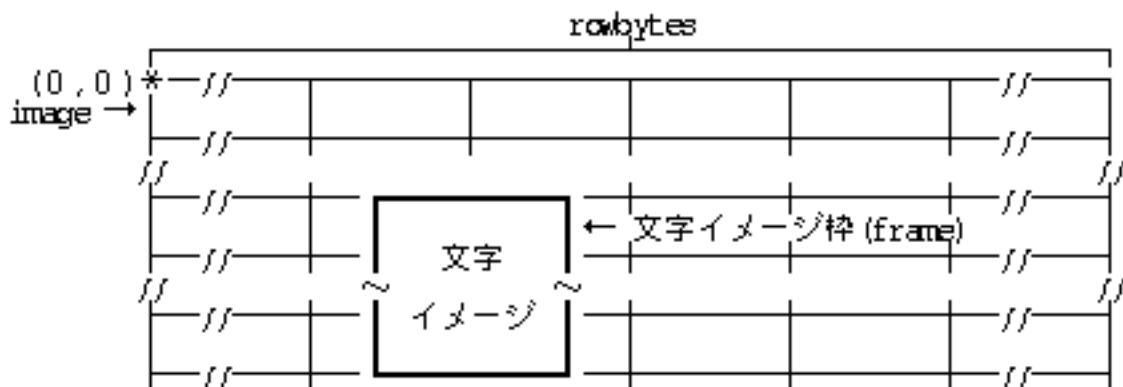 rowbytes
(0,0)*
image →
← 文字イメージ枠(frame)
文字
イメージ